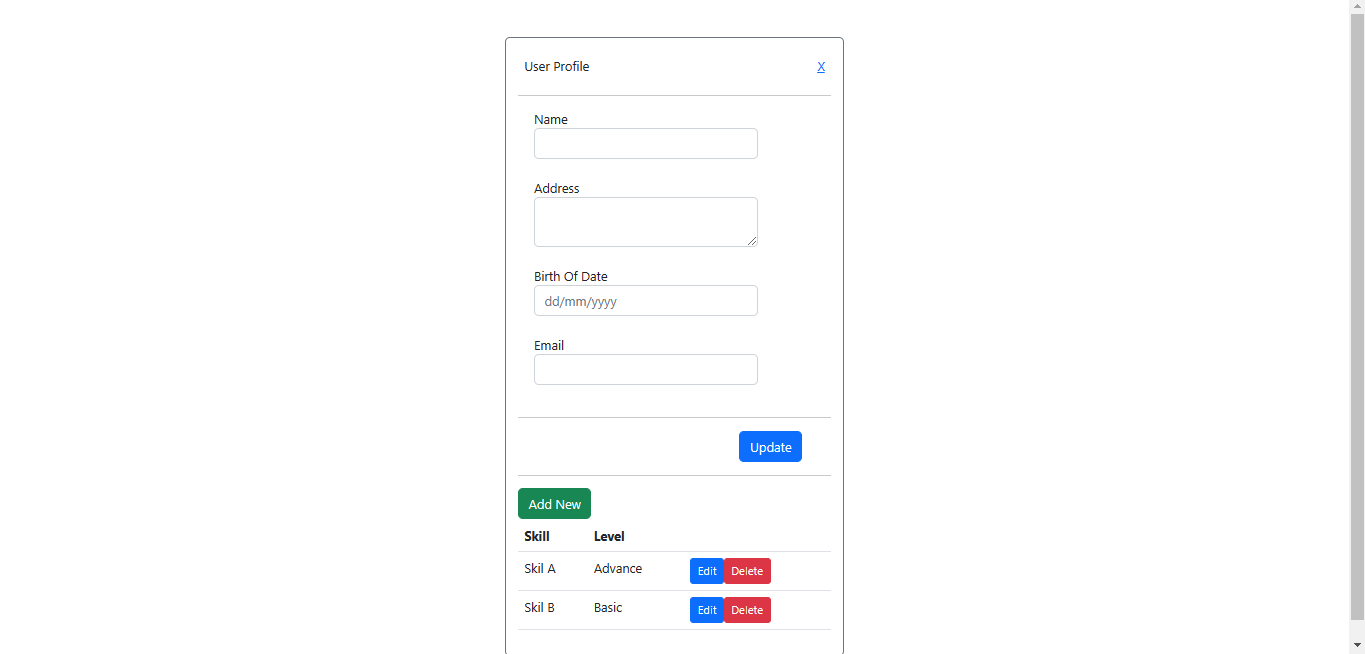 User Profile X
Name
Address
Birth Of Date
dd/mm/yyyy
Email
Update
Add New
Skill Level
Skil A Advance Edit Delete
Skil B Basic Edit Delete